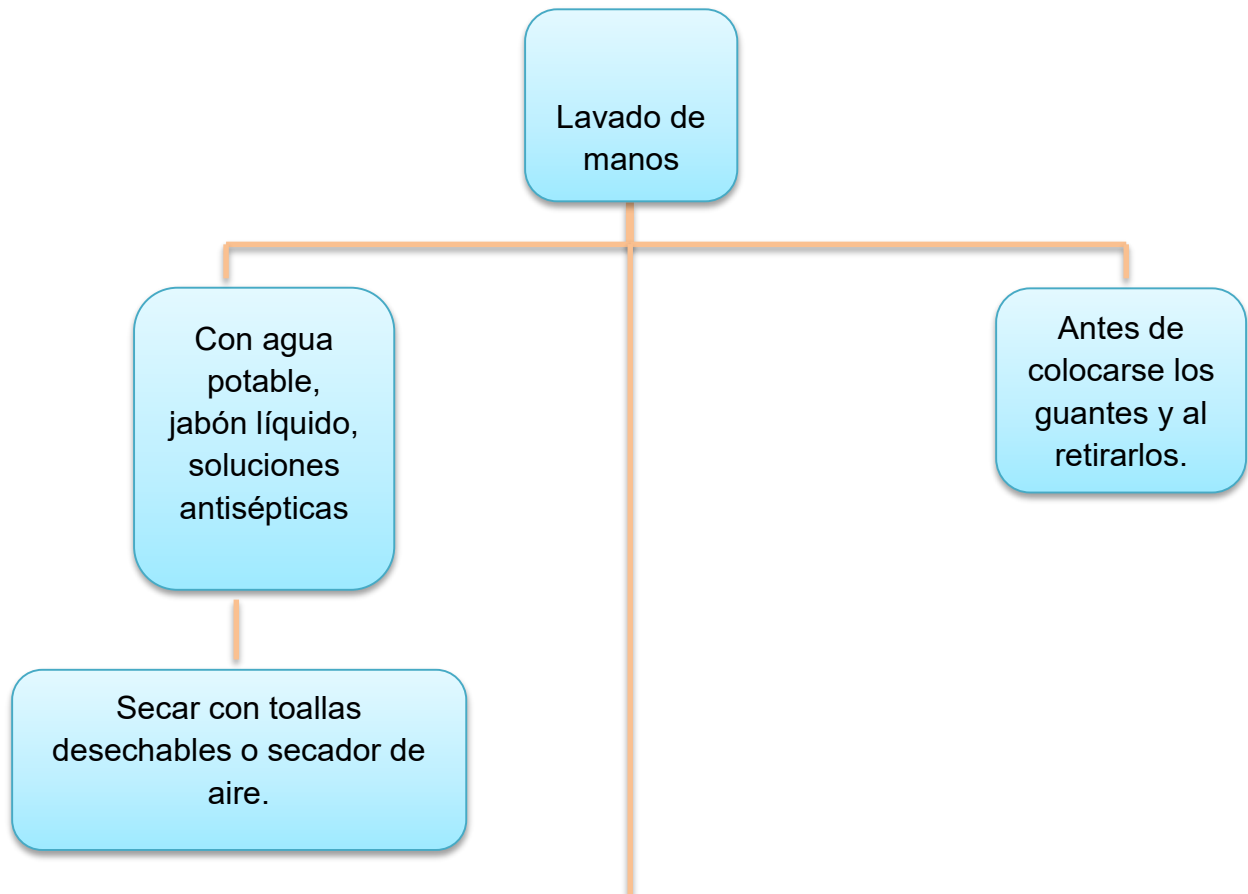 Lavado de
manos
Con agua
potable,
jabón líquido,
soluciones
antisépticas
Antes de
colocarse los
guantes y al
retirarlos.
Secar con toallas
desechables o secador de
aire.